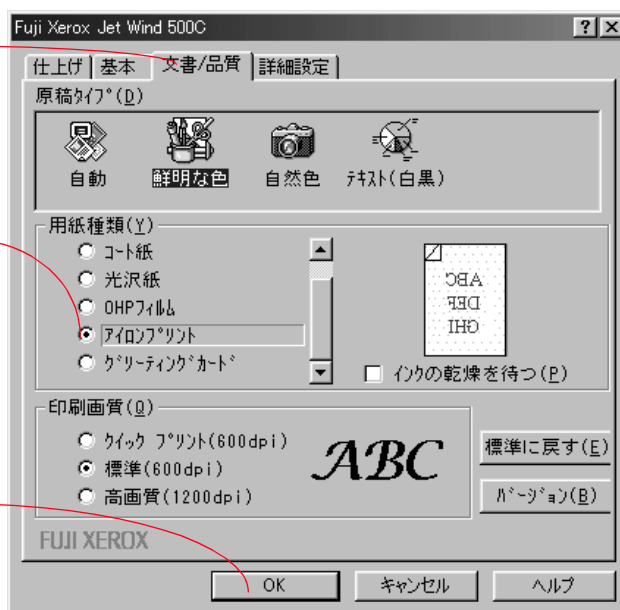 Fuji Xerox Jet Wind 500C
仕上げ 基本 文書/品質 詳細設定
原稿ﾀｲﾌﾟ(D)
自動 鮮明な色 自然色 ﾃｷｽﾄ(白黒)
用紙種類(Y)
ｺｰﾄ紙
光沢紙
OHPﾌｨﾙﾑ
ｱｲﾛﾝﾌﾟﾘﾝﾄ
ｸﾞﾘｰﾃｨﾝｸﾞｶｰﾄﾞ
ABC
DEF
GHI
ｲﾝｸの乾燥を待つ(P)
印刷画質(Q)
ｸｲｯｸ ﾌﾟﾘﾝﾄ(600dpi)
標準(600dpi)
高画質(1200dpi)
ABC
標準に戻す(E)
ﾊﾞｰｼﾞｮﾝ(B)
FUJI XEROX
OK キャンセル ヘルプ